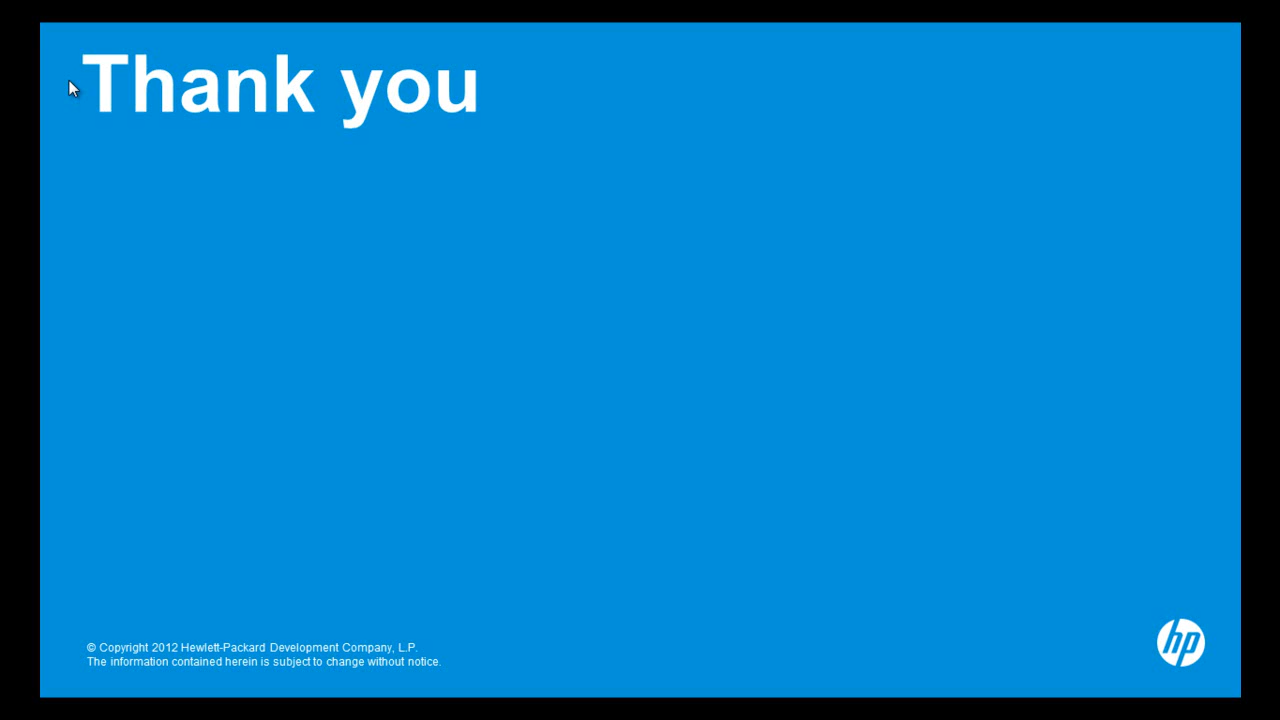 Thank you
© Copyright 2012 Hewlett-Packard Development Company, L.P.
The information contained herein is subject to change without notice.
hp